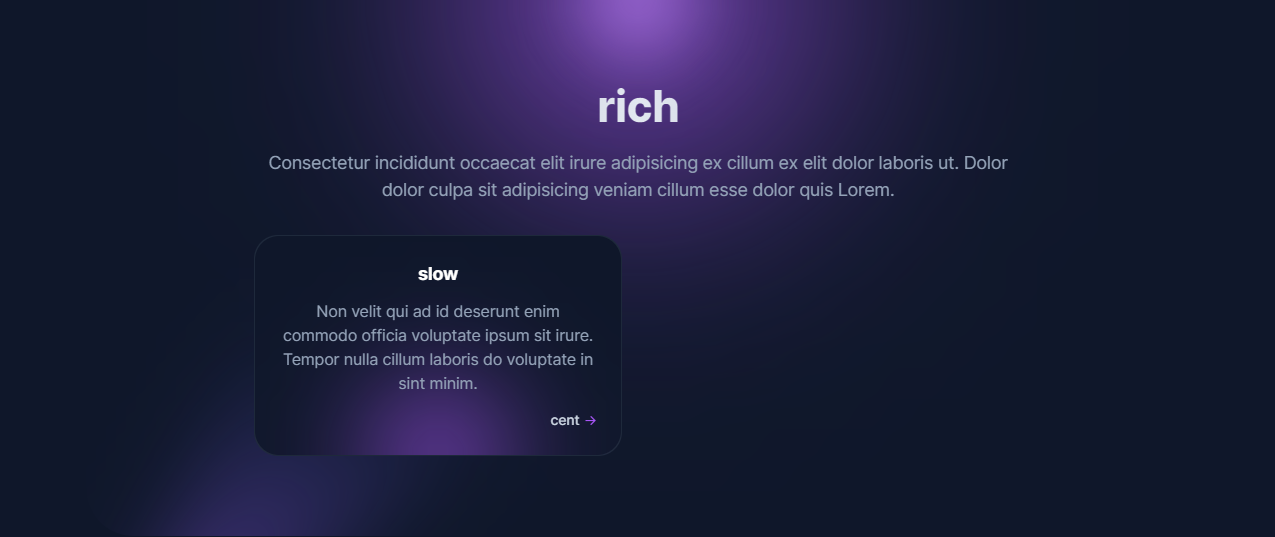 rich
Consectetur incididunt occaecat elit irure adipisicing ex cillum ex elit dolor laboris ut. Dolor
dolor culpa sit adipisicing veniam cillum esse dolor quis Lorem.
slow
Non velit qui ad id deserunt enim
commodo officia voluptate ipsum sit irure.
Tempor nulla cillum laboris do voluptate in
sint minim.
cent →